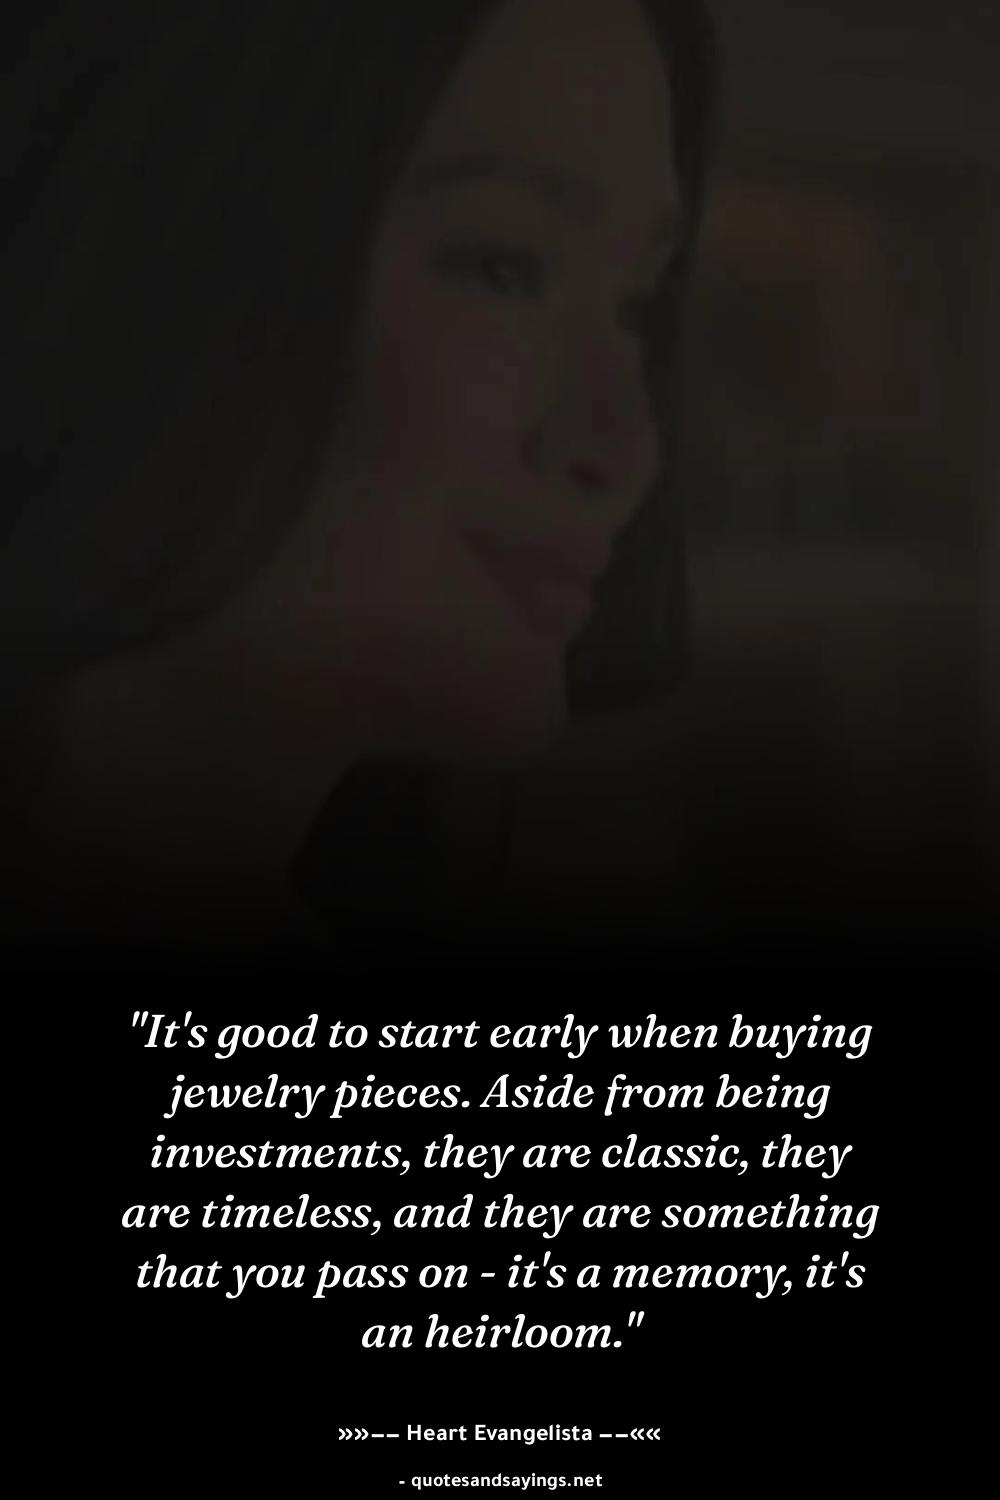 "It's good to start early when buying
jewelry pieces. Aside from being
investments, they are classic, they
are timeless, and they are something
that you pass on - it's a memory, it's
an heirloom."
»»–– Heart Evangelista ––««
- quotesandsayings.net